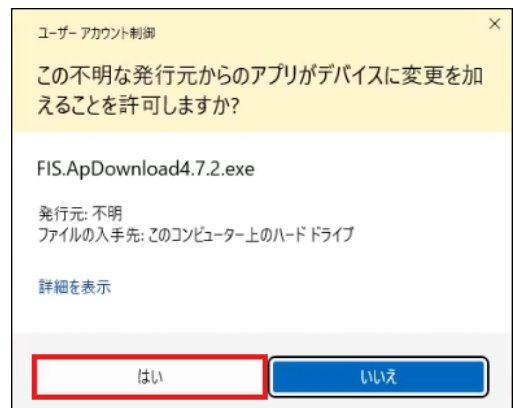 ユーザー アカウント制御
この不明な発行元からのアプリがデバイスに変更を加
えることを許可しますか?
FIS.ApDownload4.7.2.exe
発行元: 不明
ファイルの入手先: このコンピューター上のハード ドライブ
詳細を表示
はい
いいえ